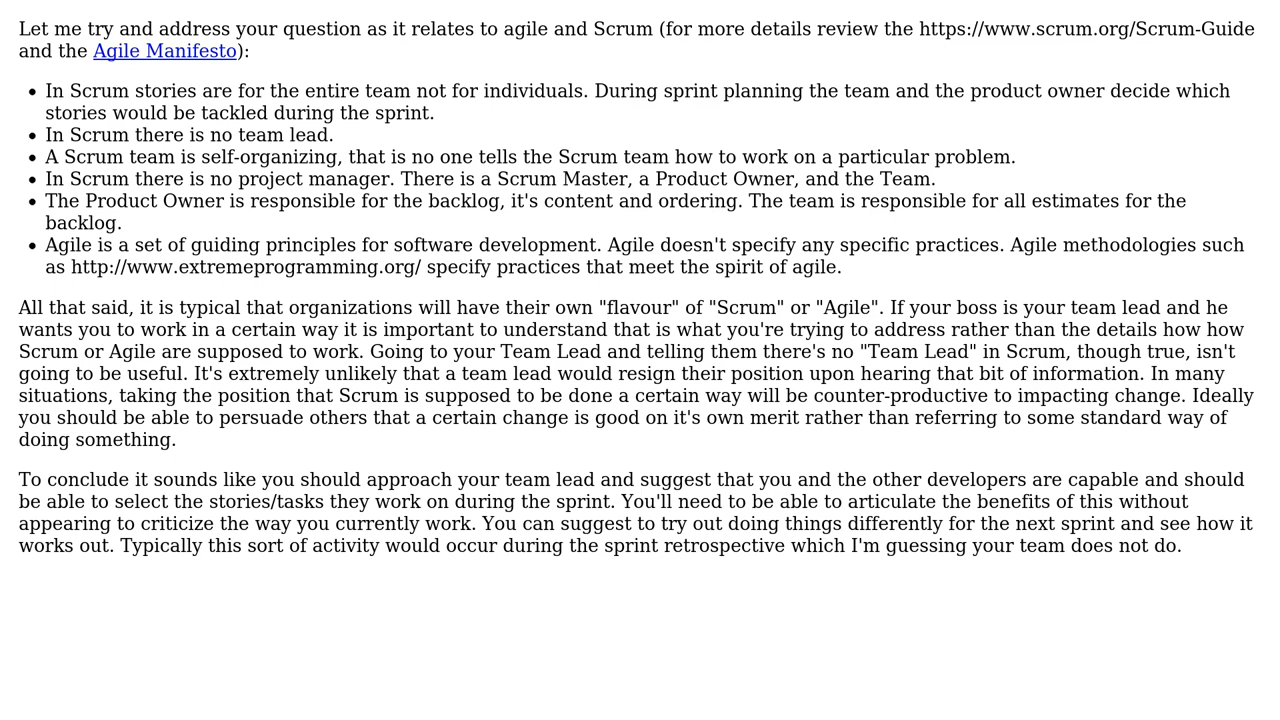 Let me try and address your question as it relates to agile and Scrum (for more details review the https://www.scrum.org/Scrum-Guide
and the Agile Manifesto):
• In Scrum stories are for the entire team not for individuals. During sprint planning the team and the product owner decide which
stories would be tackled during the sprint.
• In Scrum there is no team lead.
• A Scrum team is self-organizing, that is no one tells the Scrum team how to work on a particular problem.
• In Scrum there is no project manager. There is a Scrum Master, a Product Owner, and the Team.
• The Product Owner is responsible for the backlog, it's content and ordering. The team is responsible for all estimates for the
backlog.
• Agile is a set of guiding principles for software development. Agile doesn't specify any specific practices. Agile methodologies such
as http://www.extremeprogramming.org/ specify practices that meet the spirit of agile.
All that said, it is typical that organizations will have their own "flavour" of "Scrum" or "Agile". If your boss is your team lead and he
wants you to work in a certain way it is important to understand that is what you're trying to address rather than the details how how
Scrum or Agile are supposed to work. Going to your Team Lead and telling them there's no "Team Lead" in Scrum, though true, isn't
going to be useful. It's extremely unlikely that a team lead would resign their position upon hearing that bit of information. In many
situations, taking the position that Scrum is supposed to be done a certain way will be counter-productive to impacting change. Ideally
you should be able to persuade others that a certain change is good on it's own merit rather than referring to some standard way of
doing something.
To conclude it sounds like you should approach your team lead and suggest that you and the other developers are capable and should
be able to select the stories/tasks they work on during the sprint. You'll need to be able to articulate the benefits of this without
appearing to criticize the way you currently work. You can suggest to try out doing things differently for the next sprint and see how it
works out. Typically this sort of activity would occur during the sprint retrospective which I'm guessing your team does not do.